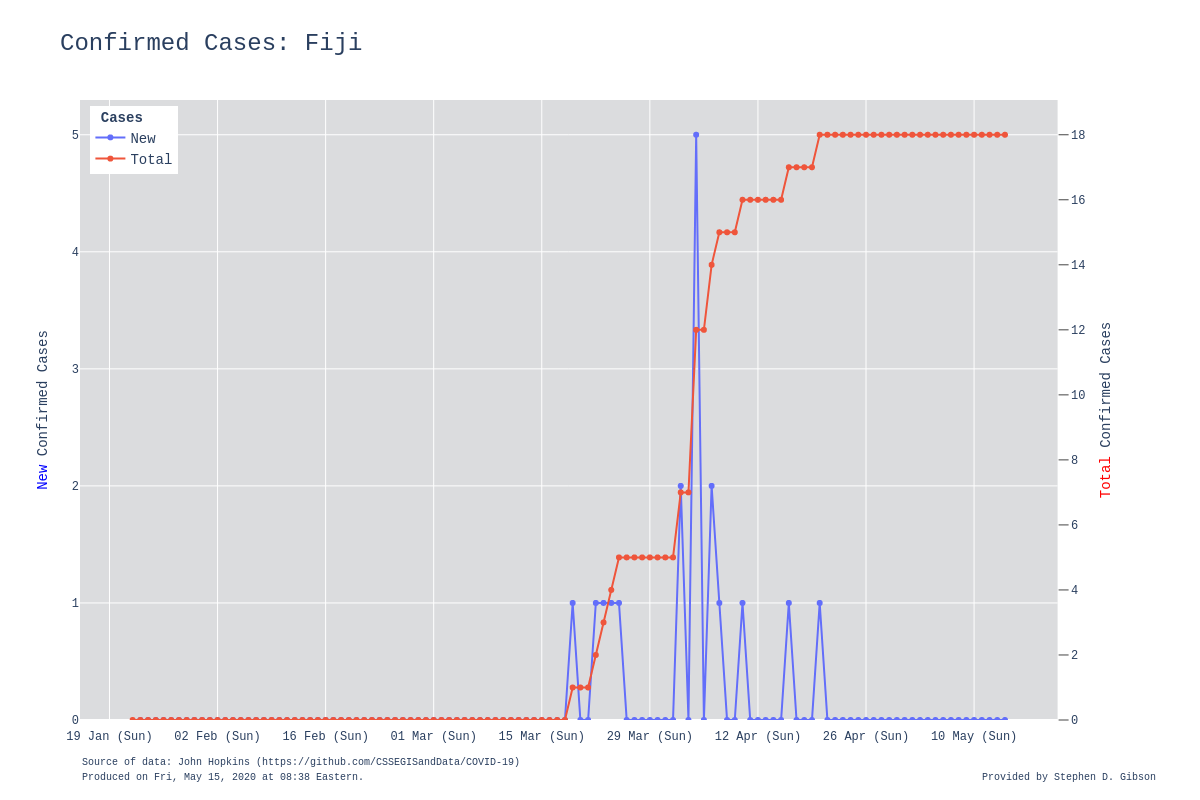 Confirmed Cases: Fiji
Cases
New
Total
5
4
3
2
1
0
18
16
14
12
10
8
6
4
2
0
New Confirmed Cases
Total Confirmed Cases
19 Jan (Sun) 02 Feb (Sun) 16 Feb (Sun) 01 Mar (Sun) 15 Mar (Sun) 29 Mar (Sun) 12 Apr (Sun) 26 Apr (Sun) 10 May (Sun)
Source of data: John Hopkins (https://github.com/CSSEGISandData/COVID-19)
Produced on Fri, May 15, 2020 at 08:38 Eastern.
Provided by Stephen D. Gibson